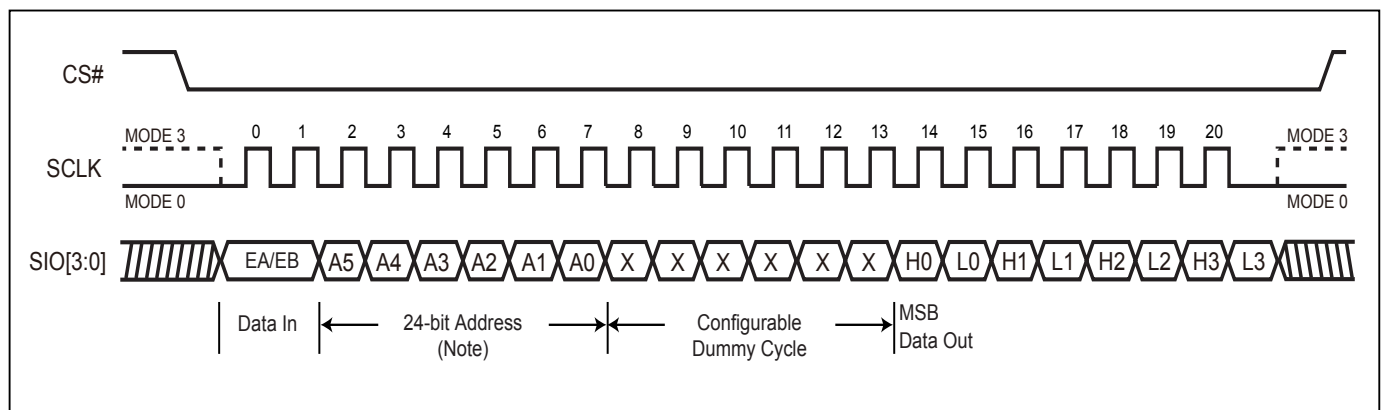 CS#
MODE 3
0 1 2 3 4 5 6 7 8 9 10 11 12 13 14 15 16 17 18 19 20
MODE 3
SCLK
MODE 0
MODE 0
SIO[3:0]
EA/EB A5 A4 A3 A2 A1 A0 X X X X X X H0 L0 H1 L1 H2 L2 H3 L3
Data In
24-bit Address
(Note)
Configurable
Dummy Cycle
MSB
Data Out